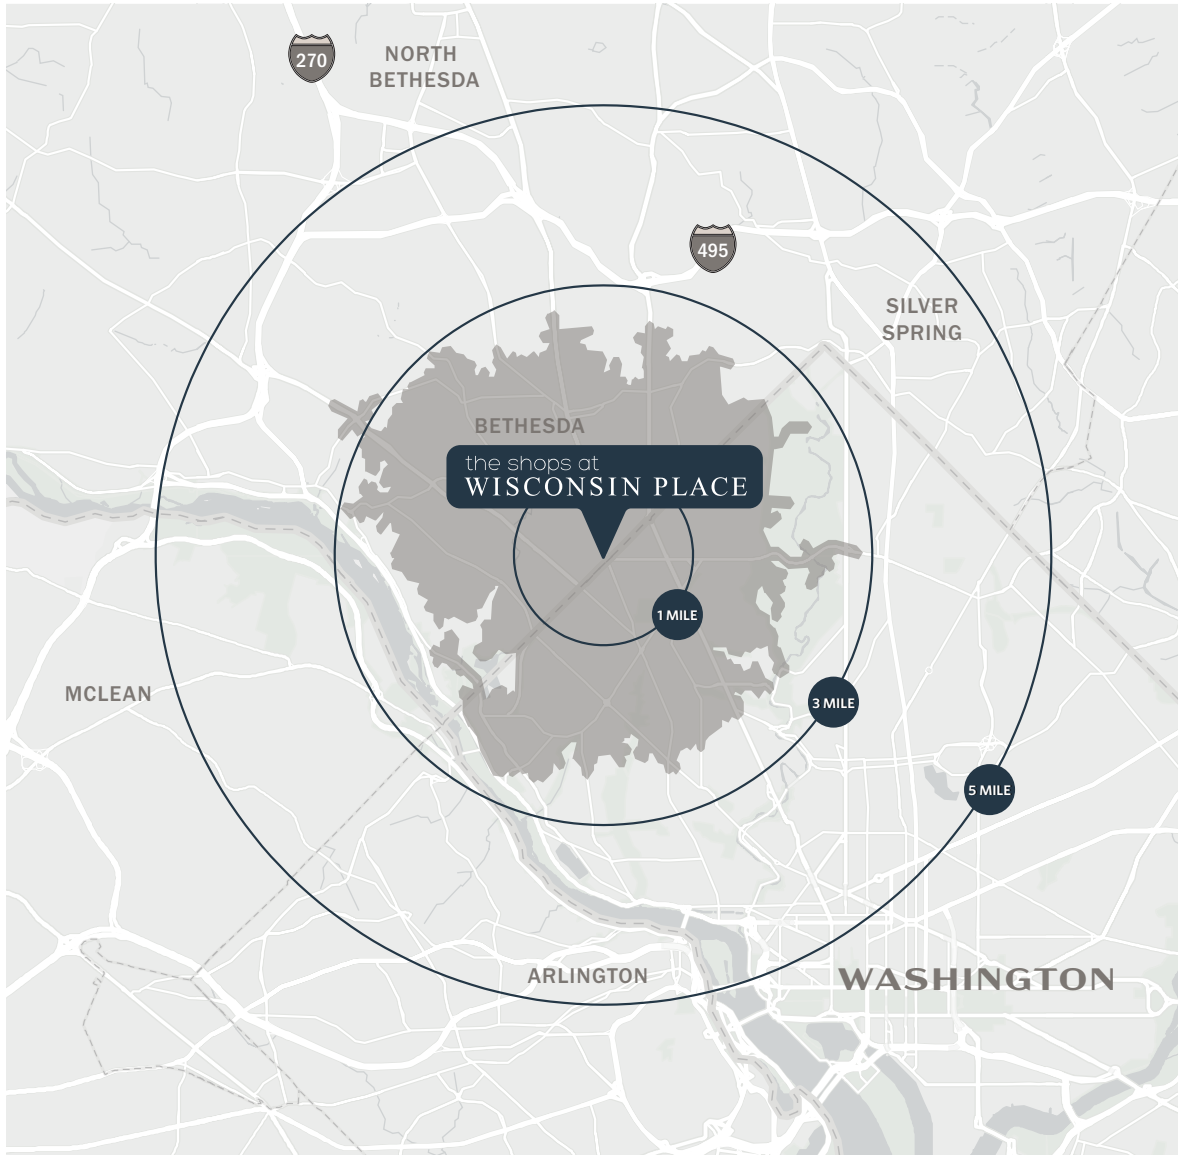 270
NORTH
BETHESDA
495
SILVER
SPRING
BETHESDA
the shops at
WISCONSIN PLACE
1 MILE
MCLEAN
3 MILE
5 MILE
ARLINGTON
WASHINGTON